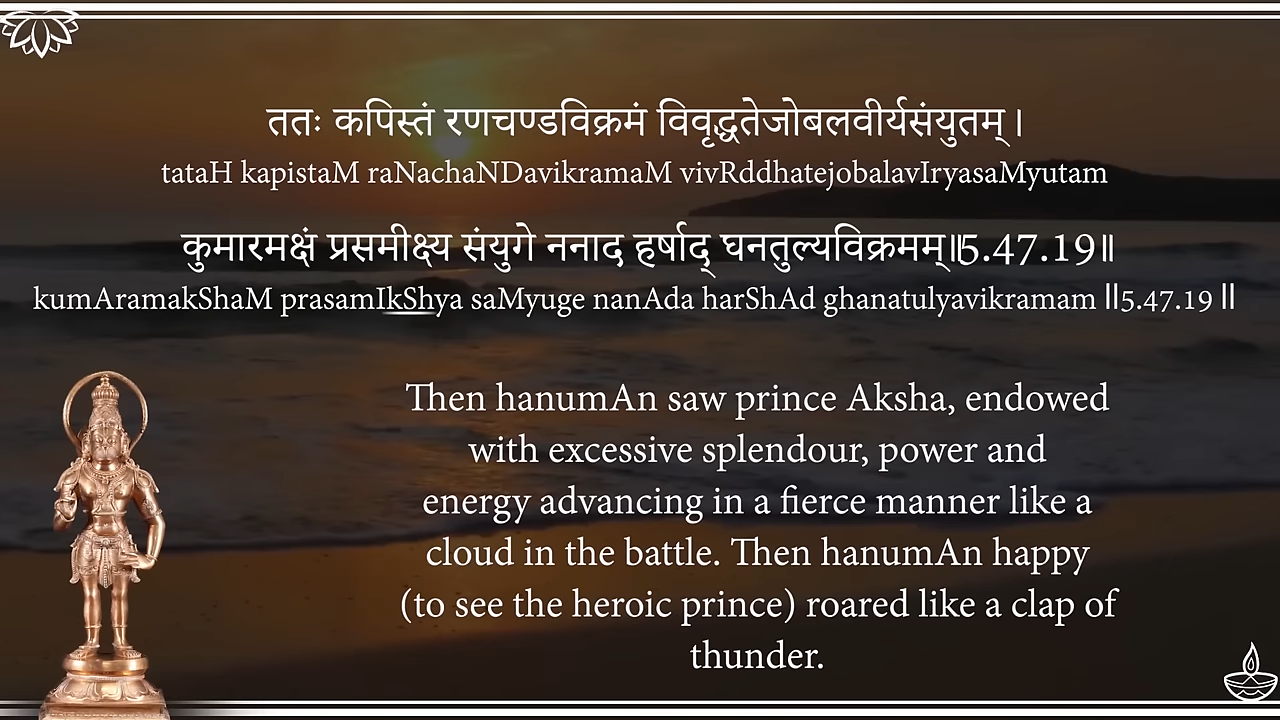 ततः कपिस्तं रणचण्डविक्रमं विवृद्धतेजोबलवीर्यसंयुतम् ।
tataH kapistaM raNachaNDavikramaM vivRddhatejobalavIryasaMyutam
कुमारमक्षं प्रसमीक्ष्य संयुगे ननाद हर्षाद् घनतुल्यविक्रमम्॥5.47.19॥
kumAramakShaM prasamIkShya saMyuge nanAda harShAd ghanatulyavikramam ॥5.47.19 ॥
Then hanumAn saw prince Aksha, endowed
with excessive splendour, power and
energy advancing in a fierce manner like a
cloud in the battle. Then hanumAn happy
(to see the heroic prince) roared like a clap of
thunder.